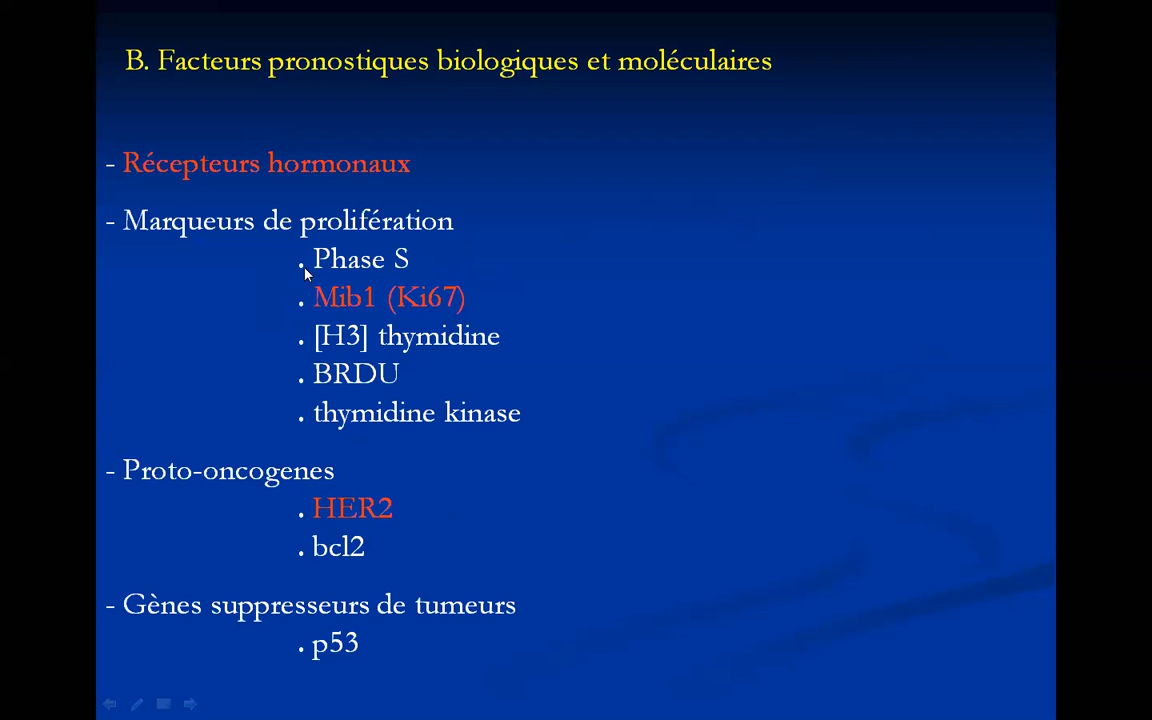 B. Facteurs pronostiques biologiques et moléculaires
- Récepteurs hormonaux
- Marqueurs de prolifération
. Phase S
. Mib1 (Ki67)
. [H3] thymidine
. BRDU
. thymidine kinase
- Proto-oncogenes
. HER2
. bcl2
- Gènes suppresseurs de tumeurs
. p53